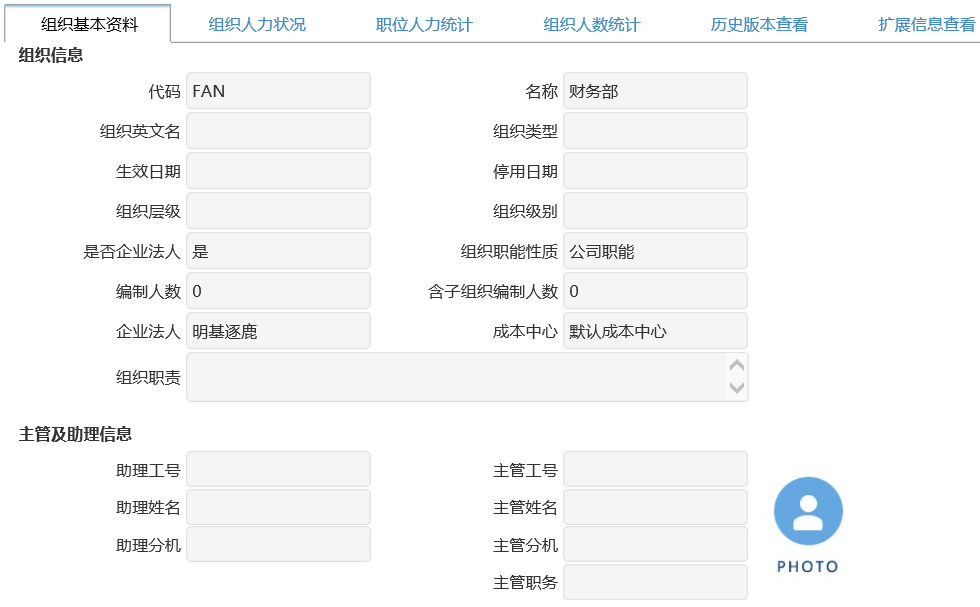 组织基本资料 组织人力状况 职位人力统计 组织人数统计 历史版本查看 扩展信息查看
组织信息
代码 FAN 名称 财务部
组织英文名 组织类型
生效日期 停用日期
组织层级 组织级别
是否企业法人 是 组织职能性质 公司职能
编制人数 0 含子组织编制人数 0
企业法人 明基逐鹿 成本中心 默认成本中心
组织职责
主管及助理信息
助理工号 主管工号
助理姓名 主管姓名
助理分机 主管分机
PHOTO
主管职务